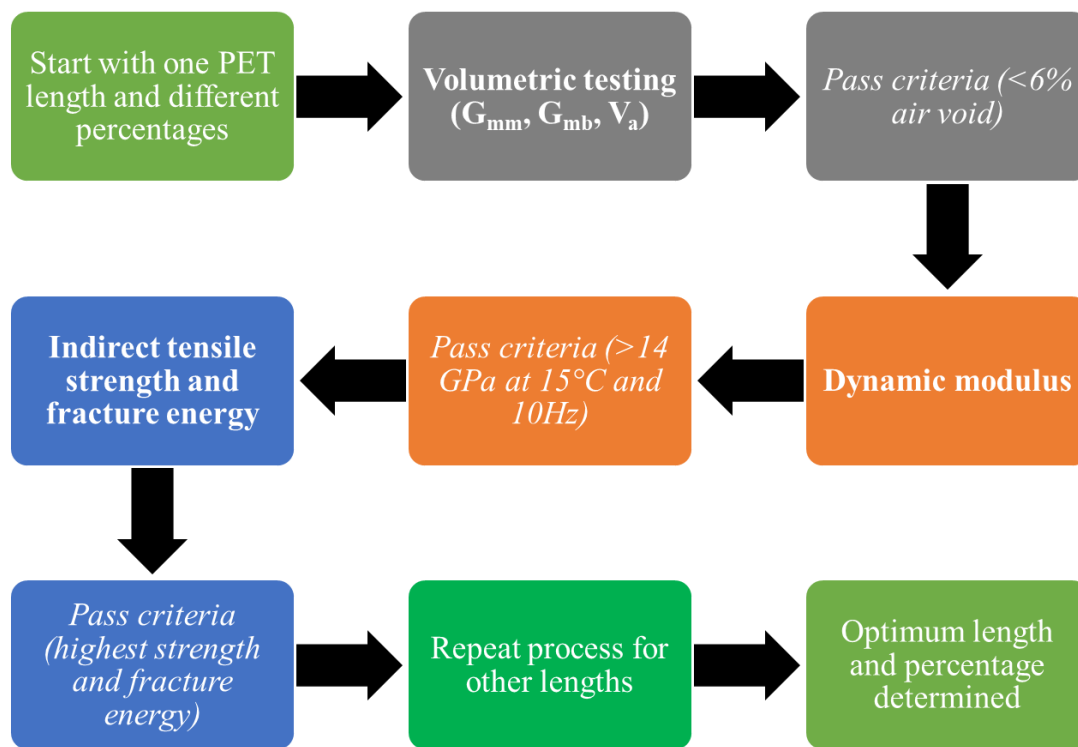 Start with one PET
length and different
percentages
Volumetric testing
(Gmm, Gmb, Va)
Pass criteria (<6%
air void)
Indirect tensile
strength and
fracture energy
Pass criteria (>14
GPa at 15°C and
10Hz)
Dynamic modulus
Pass criteria
(highest strength
and fracture
energy)
Repeat process for
other lengths
Optimum length
and percentage
determined